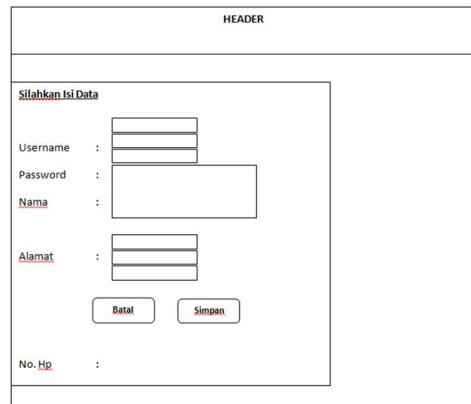 HEADER
Silahkan Isi Data
Username :
Password :
Nama :
Alamat :
Batal Simpan
No. Hp :